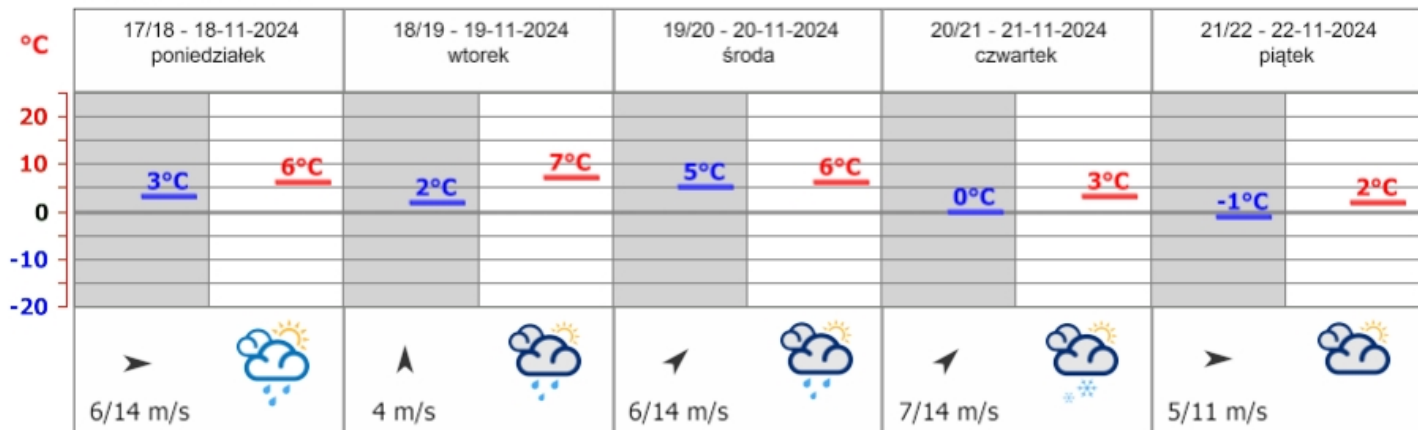 °C
17/18 - 18-11-2024
poniedziałek
18/19 - 19-11-2024
wtorek
19/20 - 20-11-2024
środa
20/21 - 21-11-2024
czwartek
21/22 - 22-11-2024
piątek
20
10
0
-10
-20
3°C
6°C
2°C
7°C
5°C
6°C
0°C
3°C
-1°C
2°C
6/14 m/s
4 m/s
6/14 m/s
7/14 m/s
5/11 m/s